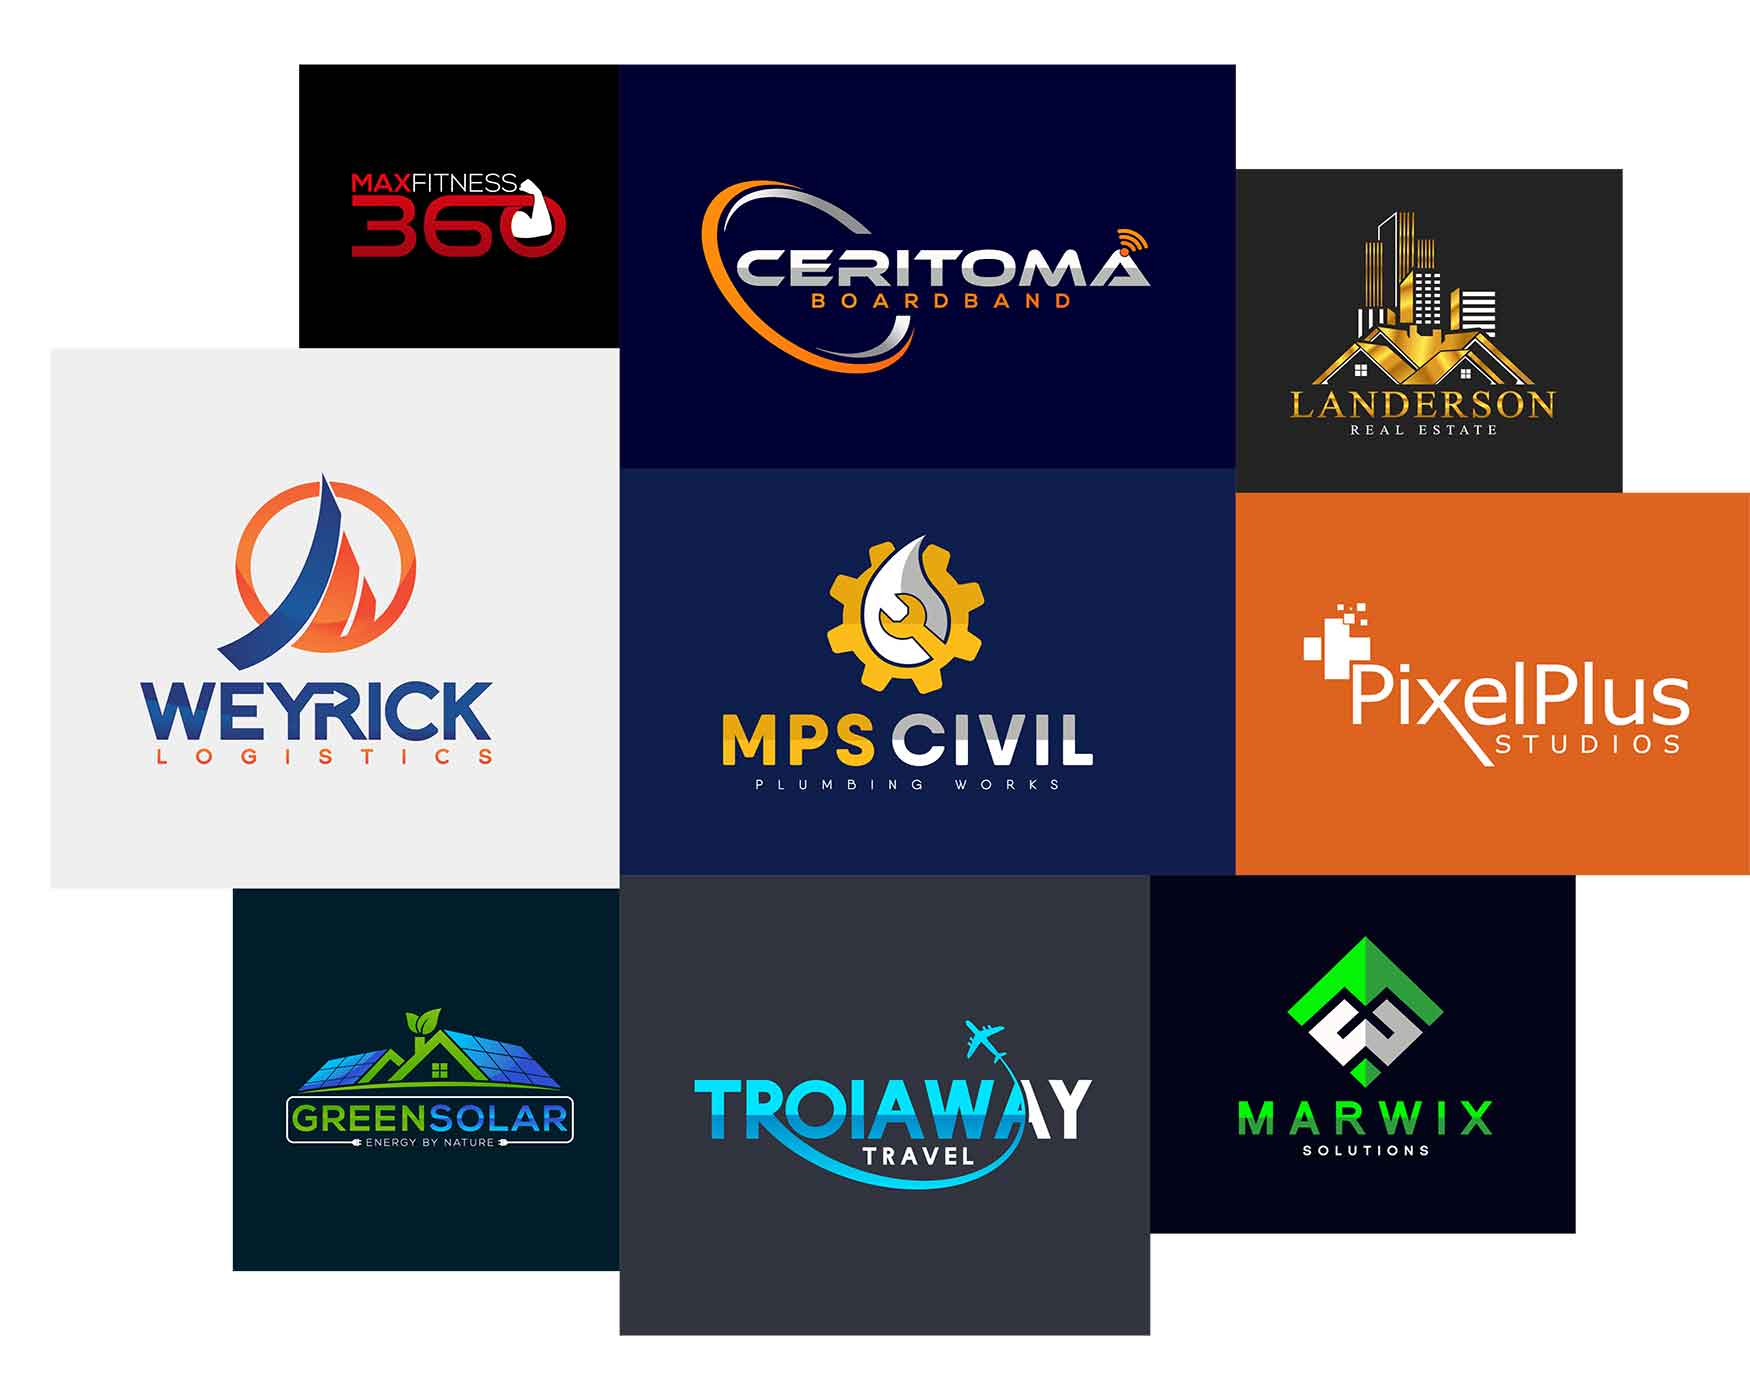 MAXFITNESS
360
CERITOMA
BOARDBAND
LANDERSON
REAL ESTATE
WEYRICK
LOGISTICS
MPS CIVIL
PLUMBING WORKS
PixelPlus
STUDIOS
GREENSOLAR
ENERGY BY NATURE
TROIAWAY
TRAVEL
MARWIX
SOLUTIONS